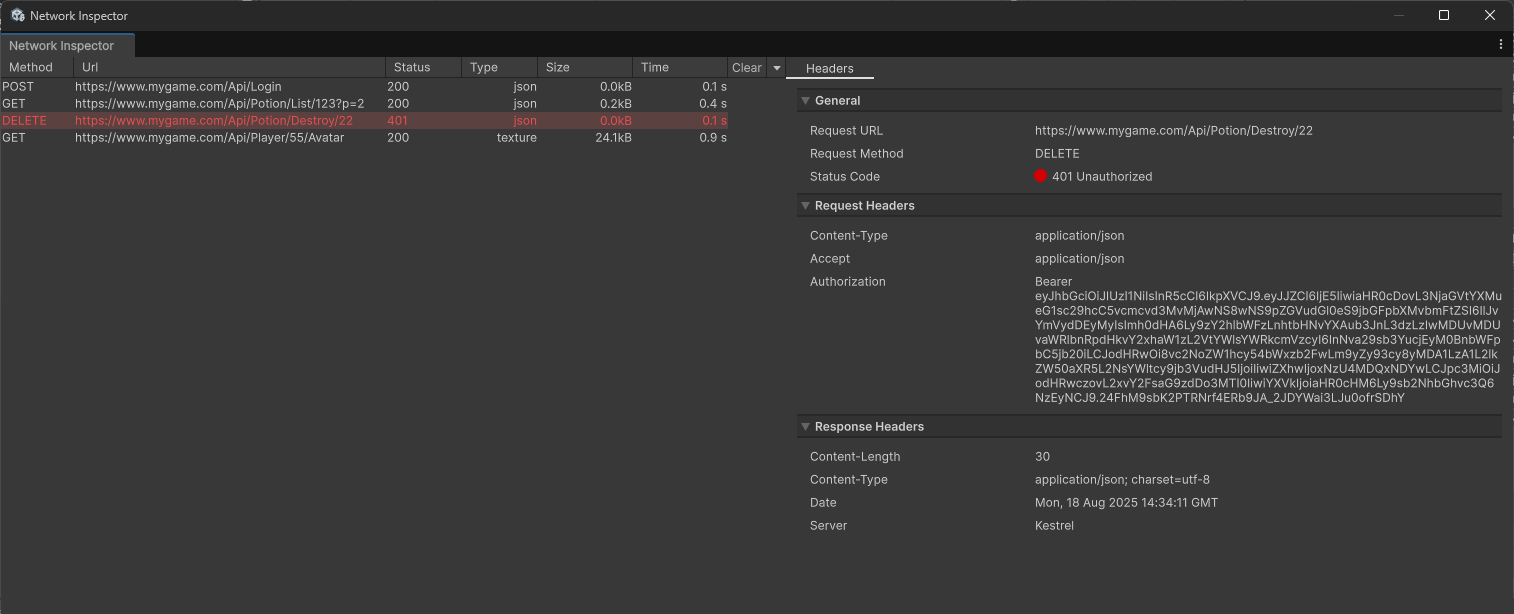 Network Inspector
Network Inspector
Method Url Status Type Size Time Clear
POST https://www.mygame.com/Api/Login 200 json 0.0kB 0.1 s
GET https://www.mygame.com/Api/Potion/List/123?p=2 200 json 0.2kB 0.4 s
DELETE https://www.mygame.com/Api/Potion/Destroy/22 401 json 0.0kB 0.1 s
GET https://www.mygame.com/Api/Player/55/Avatar 200 texture 24.1kB 0.9 s
Headers
General
Request URL https://www.mygame.com/Api/Potion/Destroy/22
Request Method DELETE
Status Code 401 Unauthorized
Request Headers
Content-Type application/json
Accept application/json
Authorization Bearer
Response Headers
Content-Length 30
Content-Type application/json; charset=utf-8
Date Mon, 18 Aug 2025 14:34:11 GMT
Server Kestrel